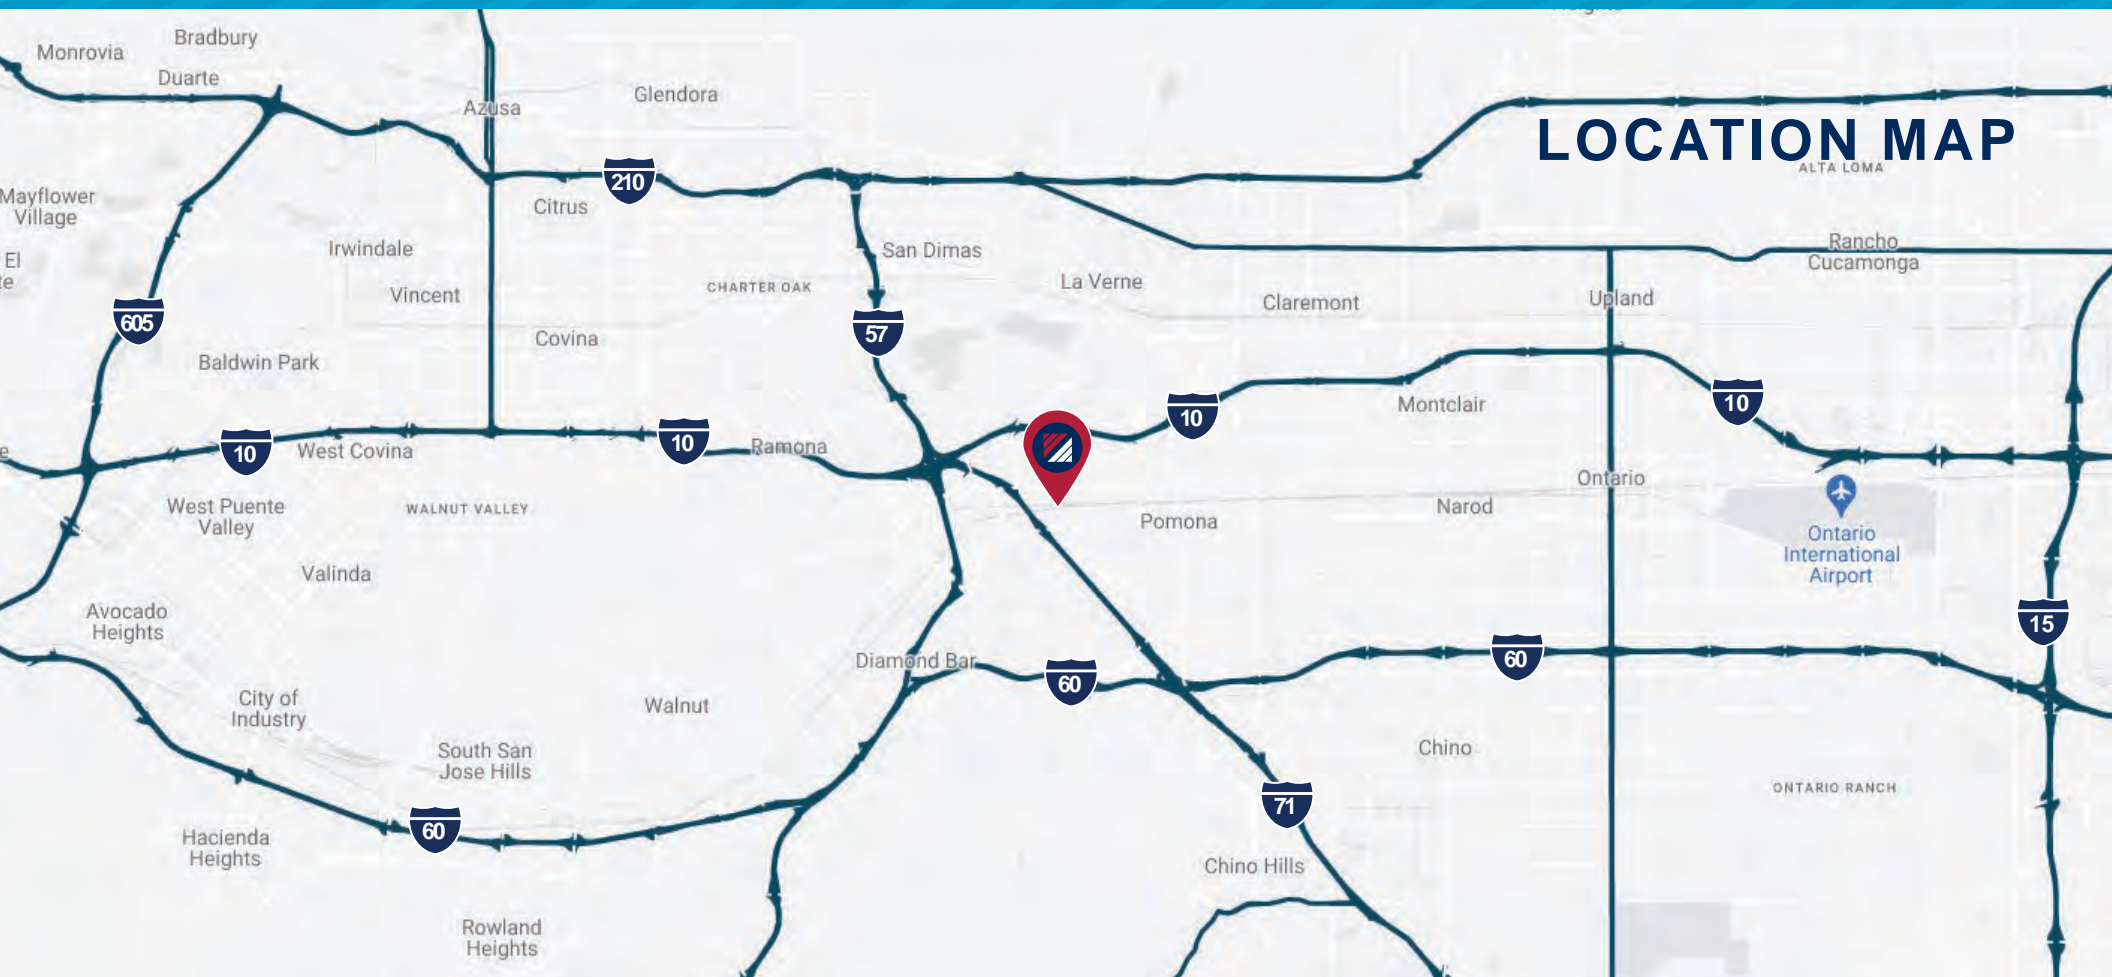 Bradbury
Monrovia
Duarte
Azusa
Glendora
LOCATION MAP
ALTA LOMA
210
Mayflower
Village
Citrus
Irwindale
San Dimas
Rancho
Cucamonga
El
La Verne
Vincent
CHARTER OAK
Claremont
Upland
605
57
Covina
Baldwin Park
Montclair
10
10
10
10
West Covina
Ramona
Ontario
West Puente
Valley
WALNUT VALLEY
Pomona
Narod
Ontario
International
Airport
Valinda
Avocado
Heights
15
Diamond Bar
60
60
City of
Industry
Walnut
South San
Jose Hills
Chino
ONTARIO RANCH
71
60
Hacienda
Heights
Chino Hills
Rowland
Heights